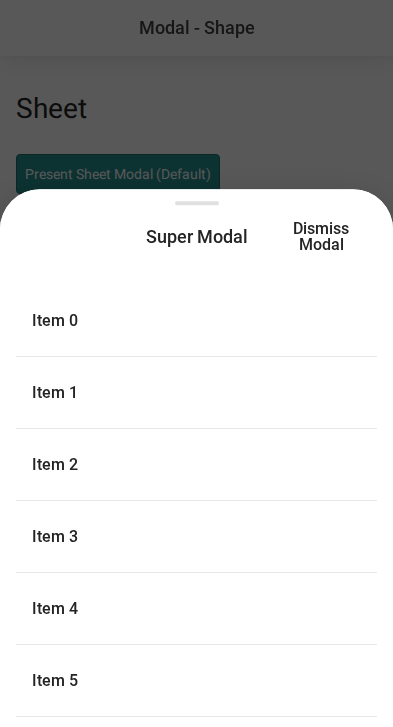 Modal - Shape
Sheet
Present Sheet Modal (Default)
Super Modal
Dismiss
Modal
Item 0
Item 1
Item 2
Item 3
Item 4
Item 5